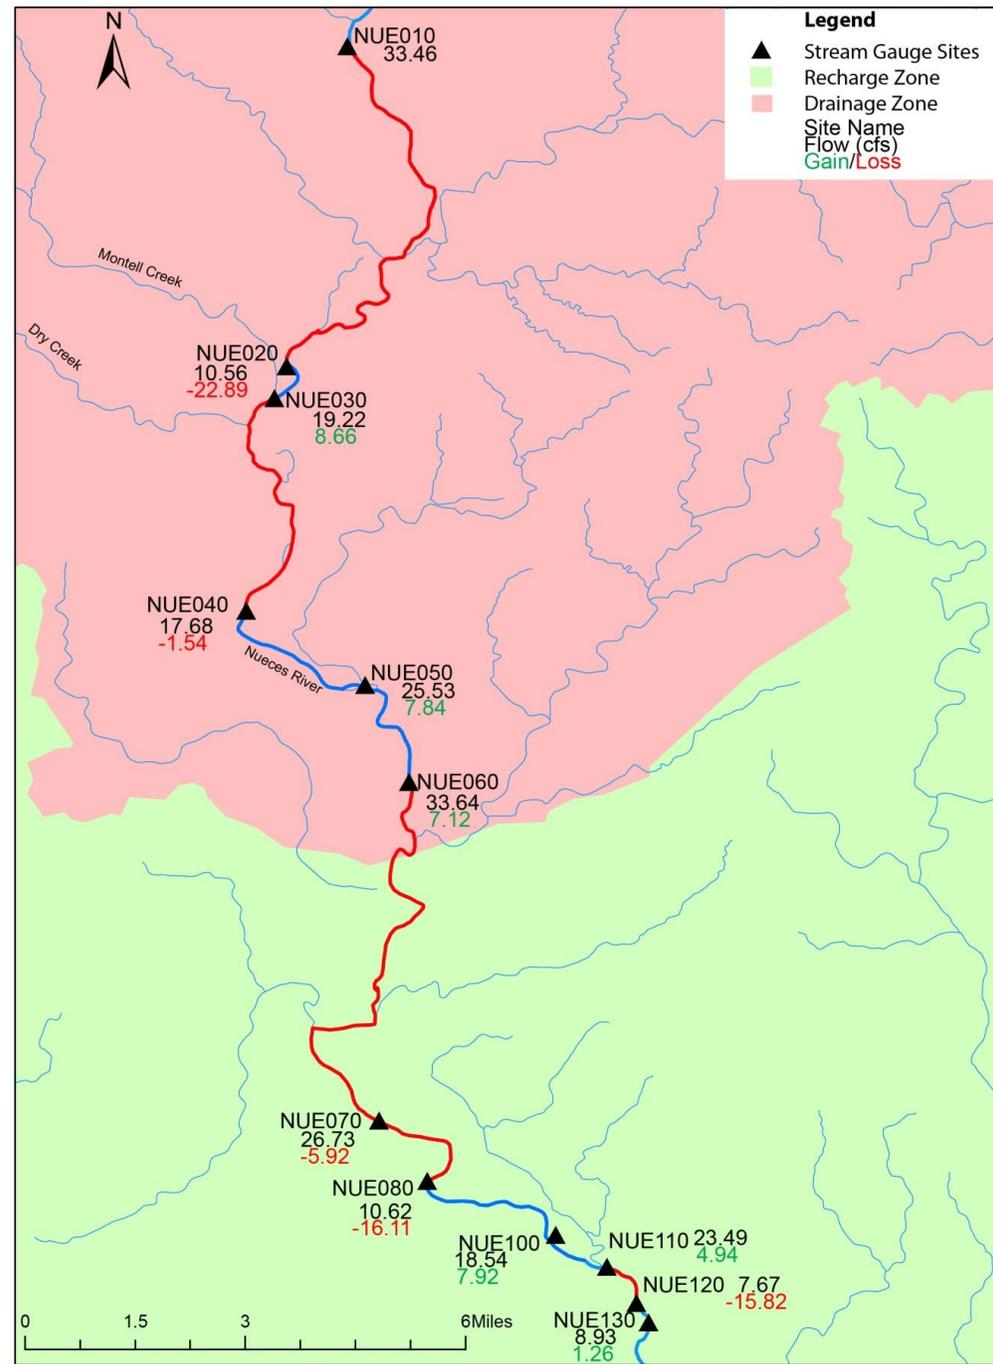 N
NUE010
33.46
Legend
Stream Gauge Sites
Recharge Zone
Drainage Zone
Site Name
Flow (cfs)
Gain/Loss
Montell Creek
Dry Creek
NUE020
10.56
-22.89
NUE030
19.22
8.66
NUE040
17.68
-1.54
Nueces River
NUE050
25.53
7.84
NUE060
33.64
7.12
NUE070
26.73
-5.92
NUE080
10.62
-16.11
NUE100
18.54
7.92
NUE110 23.49
4.94
NUE120 7.67
-15.82
NUE130
8.93
1.26
0 1.5 3 6Miles